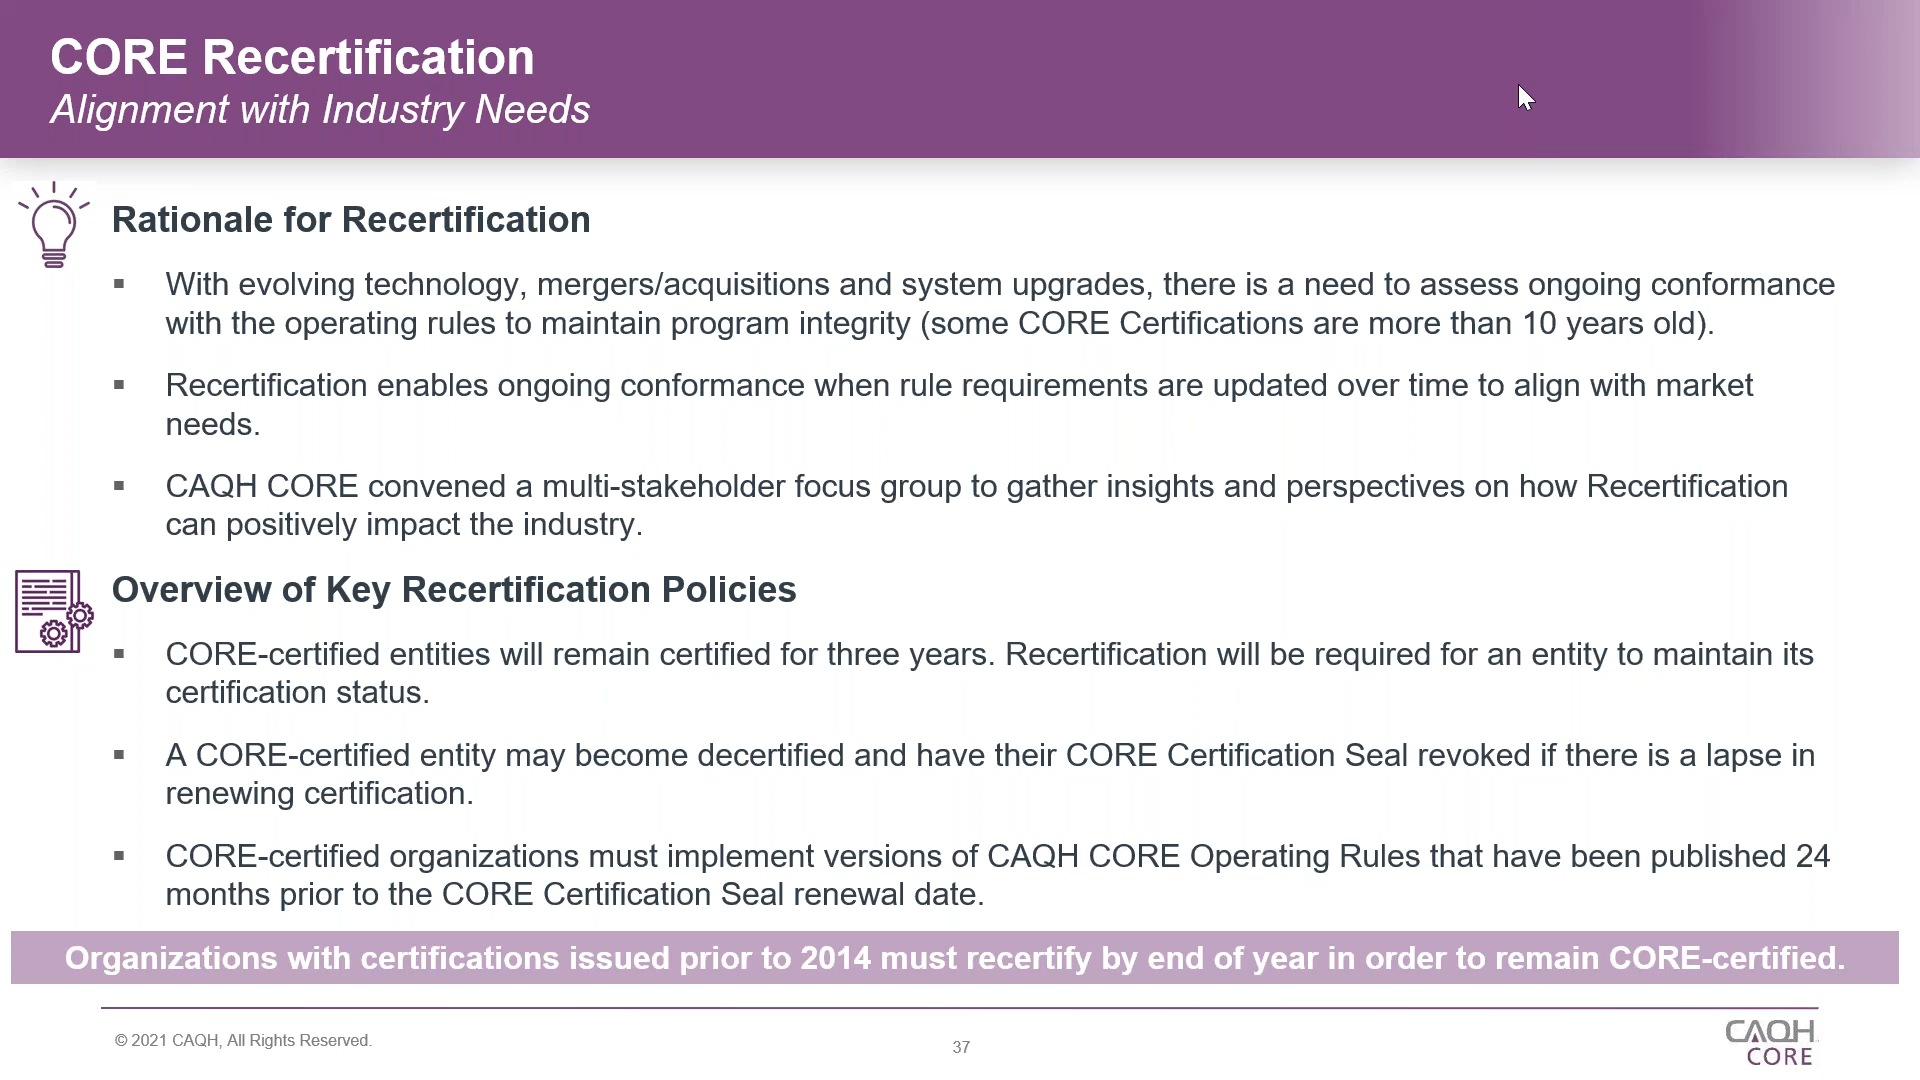 CORE Recertification
Alignment with Industry Needs
Rationale for Recertification
▪ With evolving technology, mergers/acquisitions and system upgrades, there is a need to assess ongoing conformance
with the operating rules to maintain program integrity (some CORE Certifications are more than 10 years old).
▪ Recertification enables ongoing conformance when rule requirements are updated over time to align with market
needs.
▪ CAQH CORE convened a multi-stakeholder focus group to gather insights and perspectives on how Recertification
can positively impact the industry.
Overview of Key Recertification Policies
▪ CORE-certified entities will remain certified for three years. Recertification will be required for an entity to maintain its
certification status.
▪ A CORE-certified entity may become decertified and have their CORE Certification Seal revoked if there is a lapse in
renewing certification.
▪ CORE-certified organizations must implement versions of CAQH CORE Operating Rules that have been published 24
months prior to the CORE Certification Seal renewal date.
Organizations with certifications issued prior to 2014 must recertify by end of year in order to remain CORE-certified.
© 2021 CAQH, All Rights Reserved.
37
CAQH
CORE